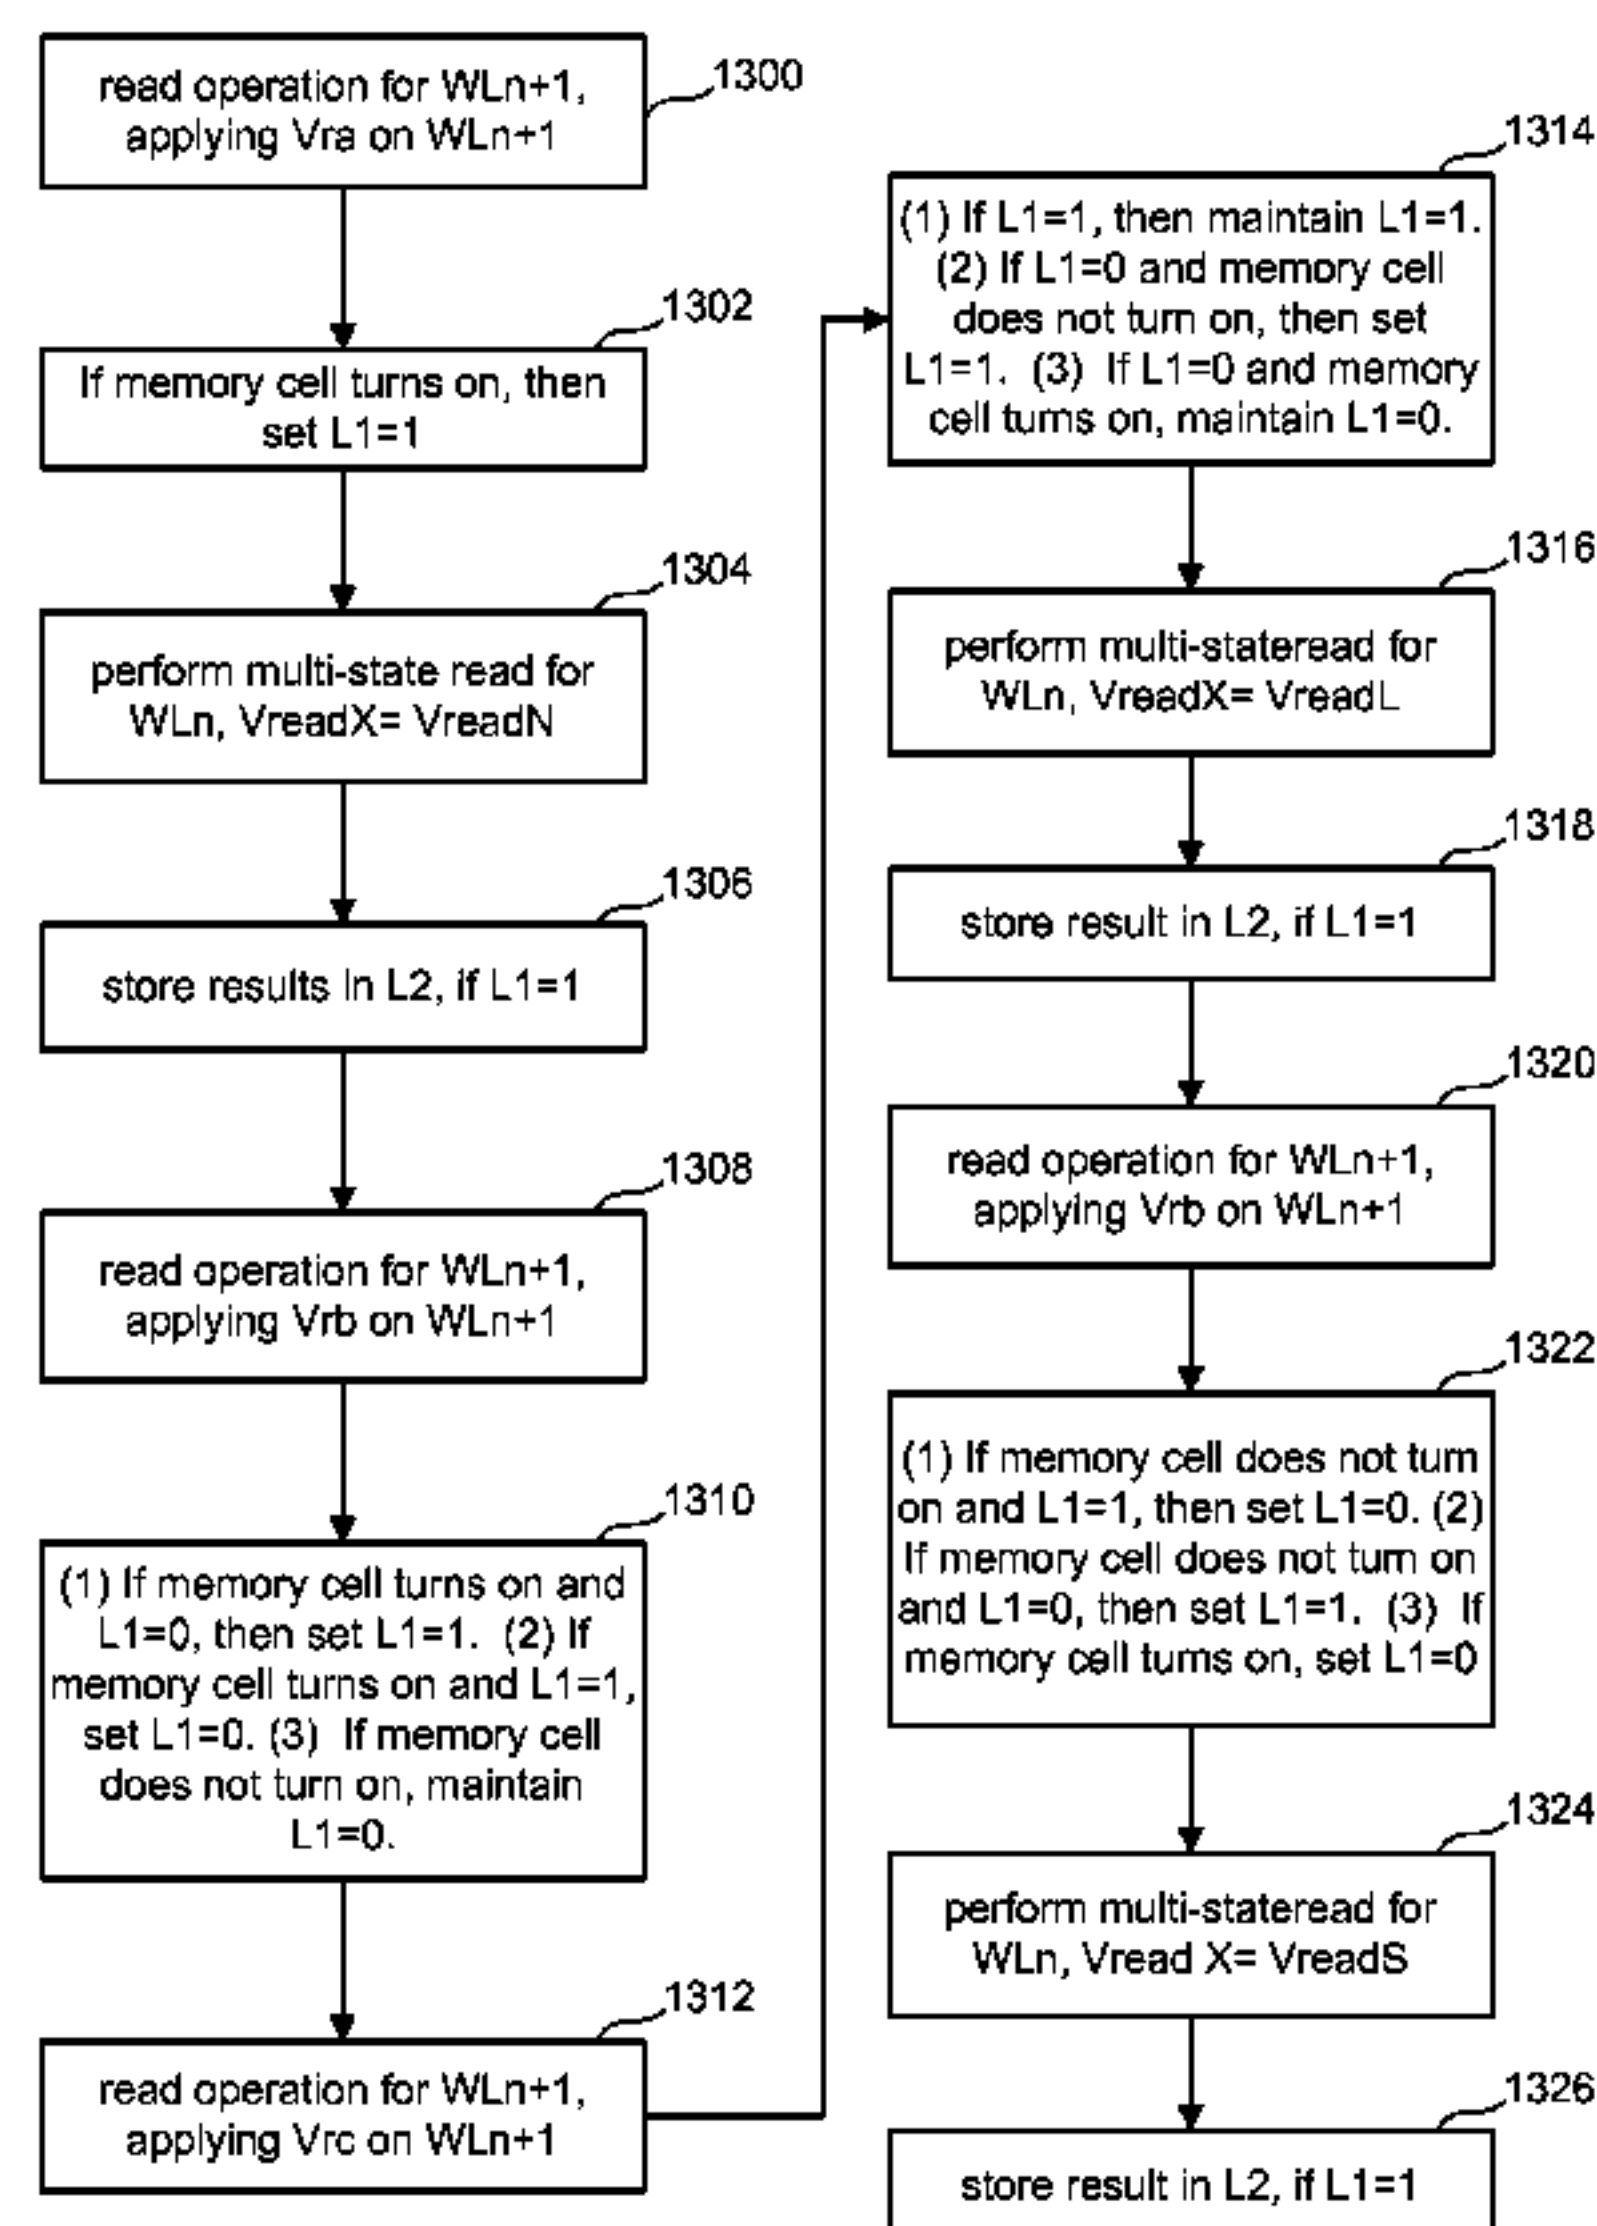 1300
read operation for WLn+1,
applying Vra on WLn+1
1302
If memory cell turns on, then
set L1=1
1304
perform multi-state read for
WLn, VreadX= VreadN
1306
store results in L2, if L1=1
1308
read operation for WLn+1,
applying Vrb on WLn+1
1310
(1) If memory cell turns on and
L1=0, then set L1=1. (2) If
memory cell turns on and L1=1,
set L1=0. (3) If memory cell
does not turn on, maintain
L1=0.
1312
read operation for WLn+1,
applying Vrc on WLn+1
1314
(1) If L1=1, then maintain L1=1.
(2) If L1=0 and memory cell
does not turn on, then set
L1=1. (3) If L1=0 and memory
cell turns on, maintain L1=0.
1316
perform multi-stateread for
WLn, VreadX= VreadL
1318
store result in L2, if L1=1
1320
read operation for WLn+1,
applying Vrb on WLn+1
1322
(1) If memory cell does not turn
on and L1=1, then set L1=0. (2)
If memory cell does not turn on
and L1=0, then set L1=1. (3) If
memory cell turns on, set L1=0
1324
perform multi-stateread for
WLn, Vread X= VreadS
1326
store result in L2, if L1=1